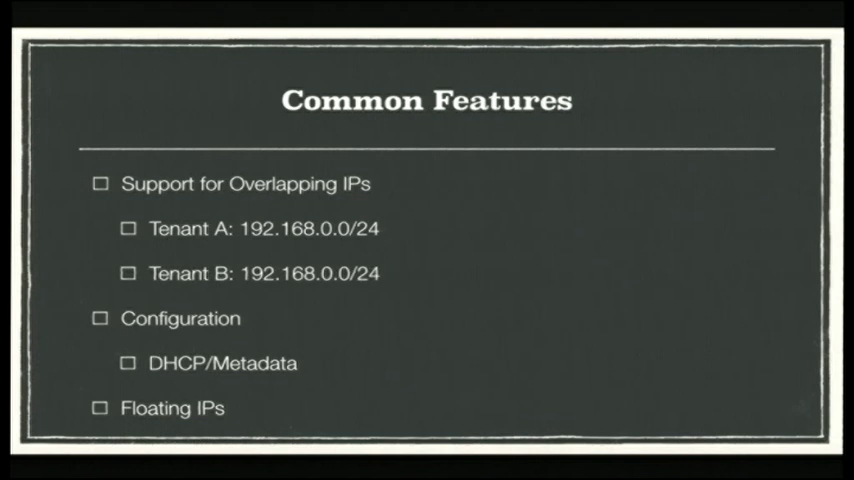 Common Features
Support for Overlapping IPs
Tenant A: 192.168.0.0/24
Tenant B: 192.168.0.0/24
Configuration
DHCP/Metadata
Floating IPs